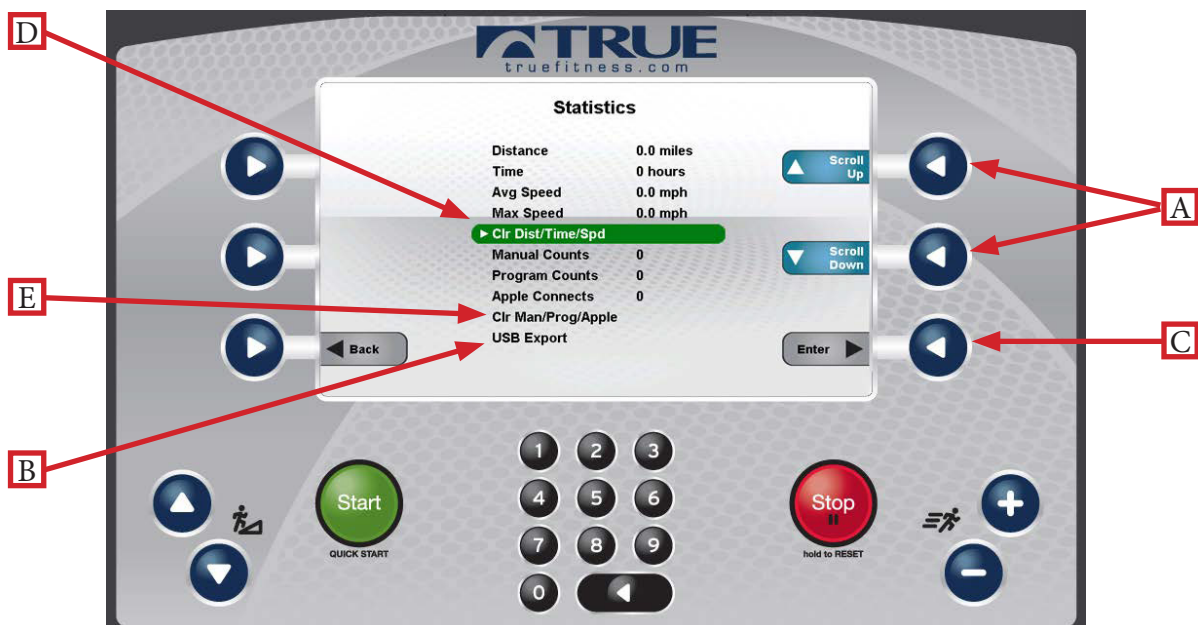 D
TRUE
truefitness.com
Statistics
Distance 0.0 miles
Time 0 hours
Avg Speed 0.0 mph
Max Speed 0.0 mph
Clr Dist/Time/Spd
Manual Counts 0
Program Counts 0
Apple Connects 0
Clr Man/Prog/Apple
USB Export
Scroll
Up
Scroll
Down
Back
Enter
A
E
C
B
1 2 3
4 5 6
7 8 9
0
Start
QUICK START
Stop
hold to RESET